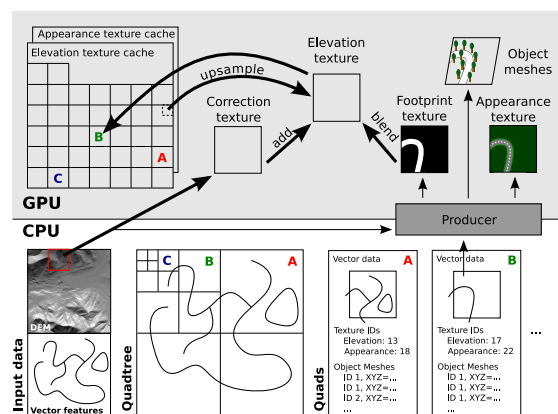 Appearance texture cache
Elevation texture cache
upsample
Elevation
texture
Object
meshes
Correction
texture
add
blend
Footprint
texture
Appearance
texture
B
A
C
GPU
CPU
Producer
Input data
DEM
Vector features
Quadtree
C
B
A
Quads
Vector data
A
Texture IDs
Elevation: 13
Appearance: 18
Object Meshes
ID 1, XYZ=...
ID 1, XYZ=...
ID 2, XYZ=...
...
Vector data
B
Texture IDs
Elevation: 17
Appearance: 22
Object Meshes
ID 1, XYZ=...
ID 1, XYZ=...
ID 1, XYZ=...
...
...